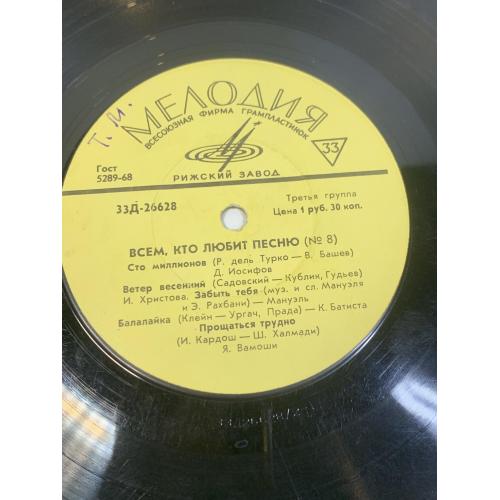 Т. М.
МЕЛОДИЯ
ВСЕСОЮЗНАЯ ФИРМА ГРАМПЛАСТИНОК
33
Гост
5289-68
РИЖСКИЙ ЗАВОД
33Д-26628
Третья группа
Цена 1 руб. 30 коп.
ВСЕМ, КТО ЛЮБИТ ПЕСНЮ (№ 8)
Сто миллионов (Р. дель Турко — В. Башев)
Д. Иосифов
Ветер весенний (Садовский — Кублик, Гудьев)
И. Христова. Забыть тебя (муз. и сл. Мануэля
и Э. Рахбани) — Мануэль
Балалайка (Клейн — Ургач, Прада) — К. Батиста
Прощаться трудно
(И. Кардош — Ш. Халмади)
Я. Вамоши